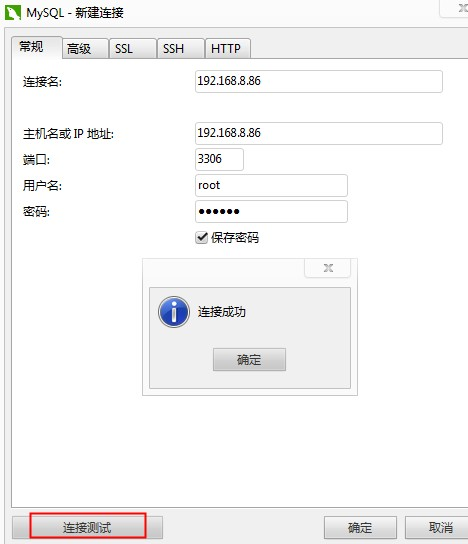 MySQL - 新建连接
常规 高级 SSL SSH HTTP
连接名: 192.168.8.86
主机名或 IP 地址: 192.168.8.86
端口: 3306
用户名: root
密码: ●●●●●●
保存密码
连接成功
确定
连接测试 确定 取消